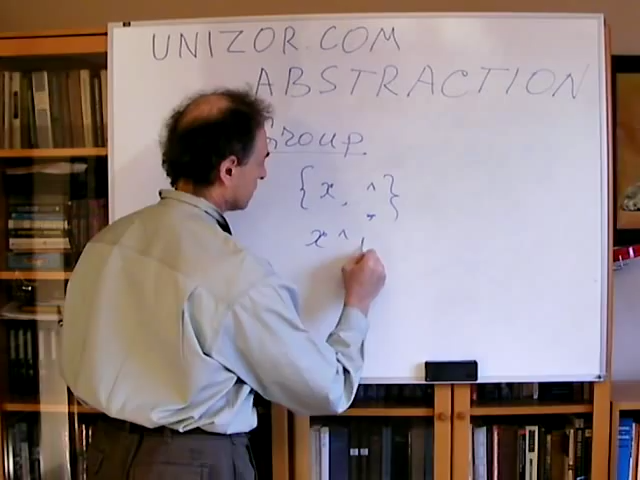 UNIZOR.COM
ABSTRACTION
Group
{x, ^}
x ^